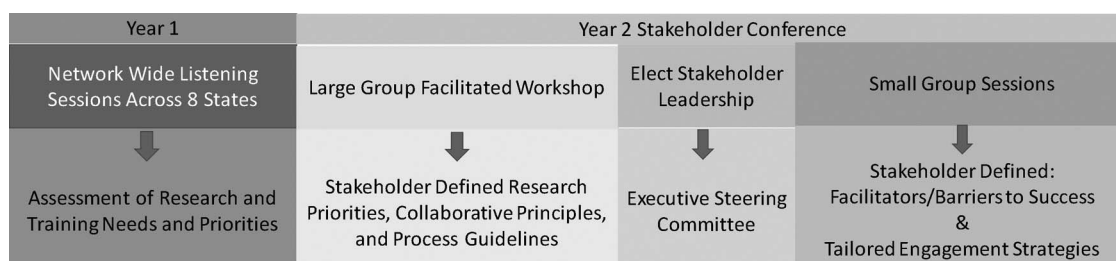 Year 1
Year 2 Stakeholder Conference
Network Wide Listening
Sessions Across 8 States
Large Group Facilitated Workshop
Elect Stakeholder
Leadership
Small Group Sessions
Assessment of Research and
Training Needs and Priorities
Stakeholder Defined Research
Priorities, Collaborative Principles,
and Process Guidelines
Executive Steering
Committee
Stakeholder Defined:
Facilitators/Barriers to Success
&
Tailored Engagement Strategies